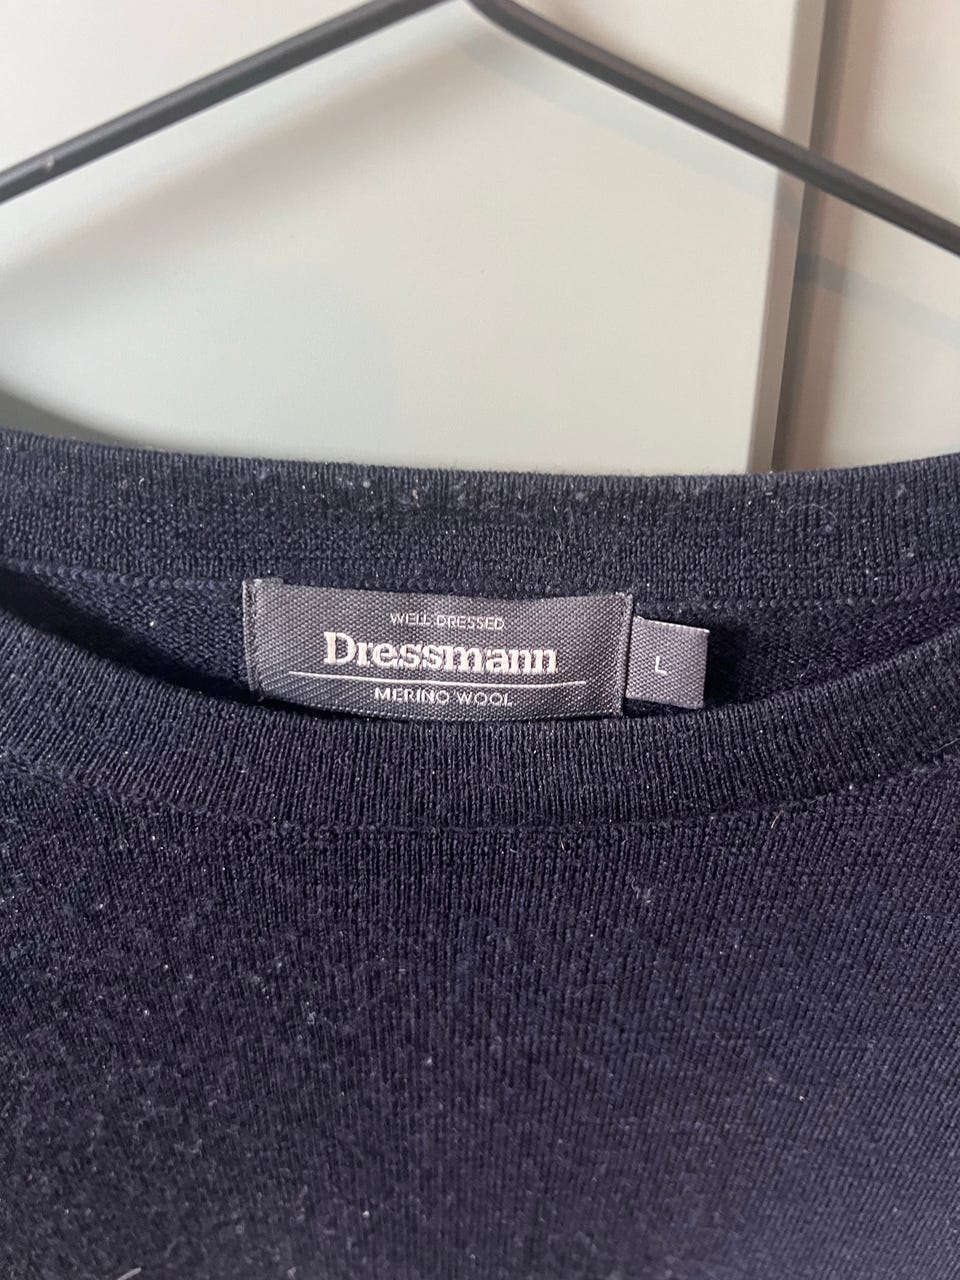 WELL DRESSED
Dressmann
MERINO WOOL
L